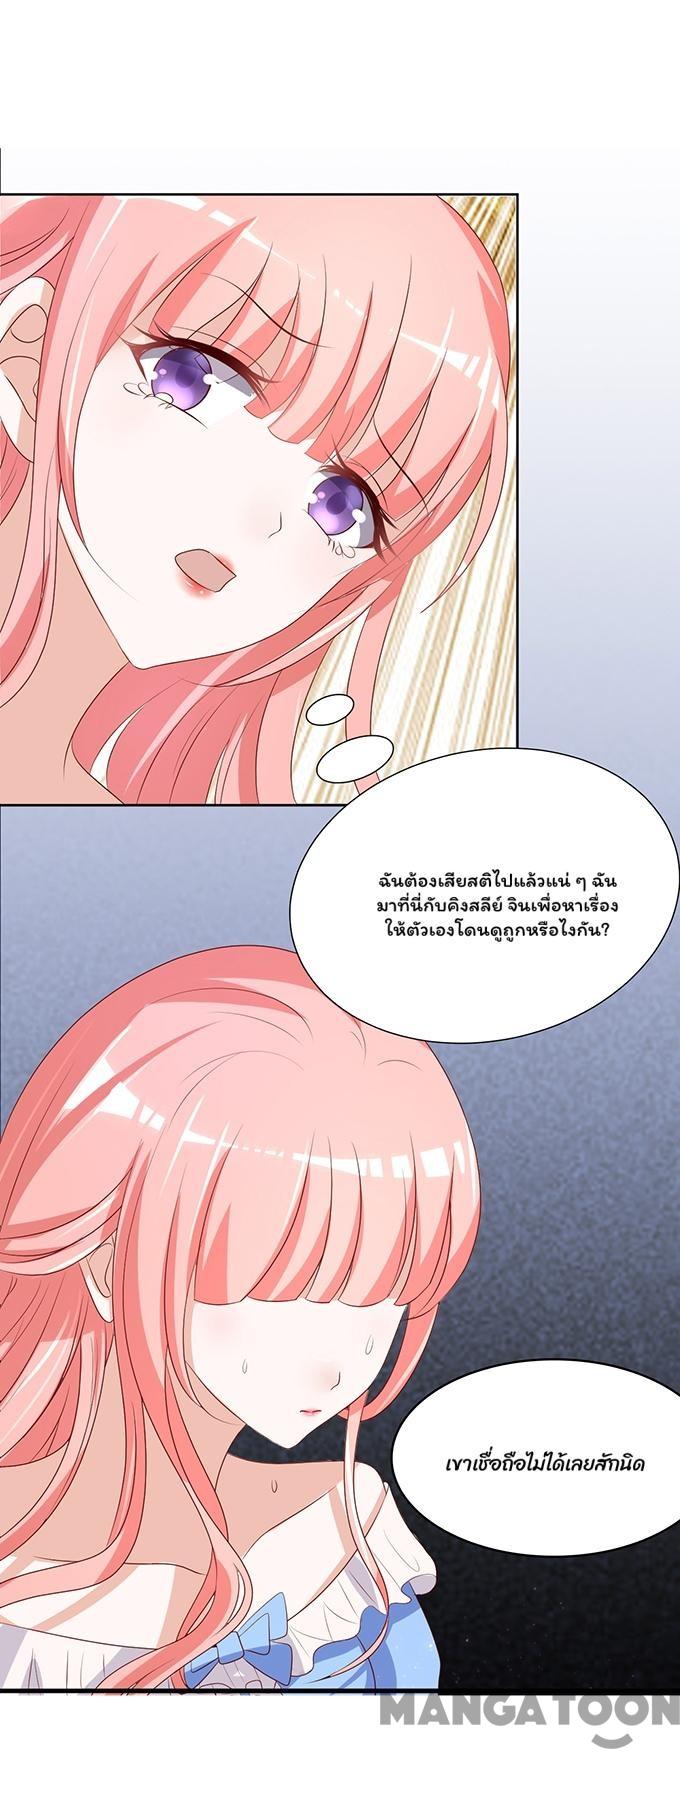 ฉันต้องเสียสติไปแล้วแน่ ๆ ฉัน
มาที่นี่กับคิงสลีย์ จินเพื่อหาเรื่อง
ให้ตัวเองโดนดูถูกหรือไงกัน?
เขาเชื่อถือไม่ได้เลยสักนิด
MANGATOON